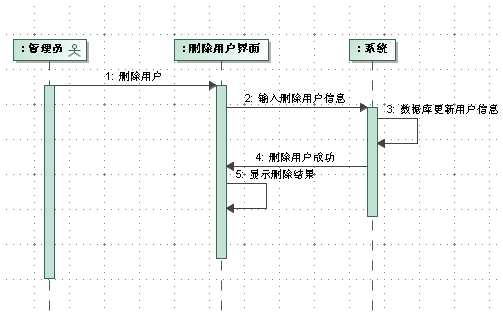 : 管理员
: 删除用户界面
: 系统
1: 删除用户
2: 输入删除用户信息
3: 数据库更新用户信息
4: 删除用户成功
5: 显示删除结果